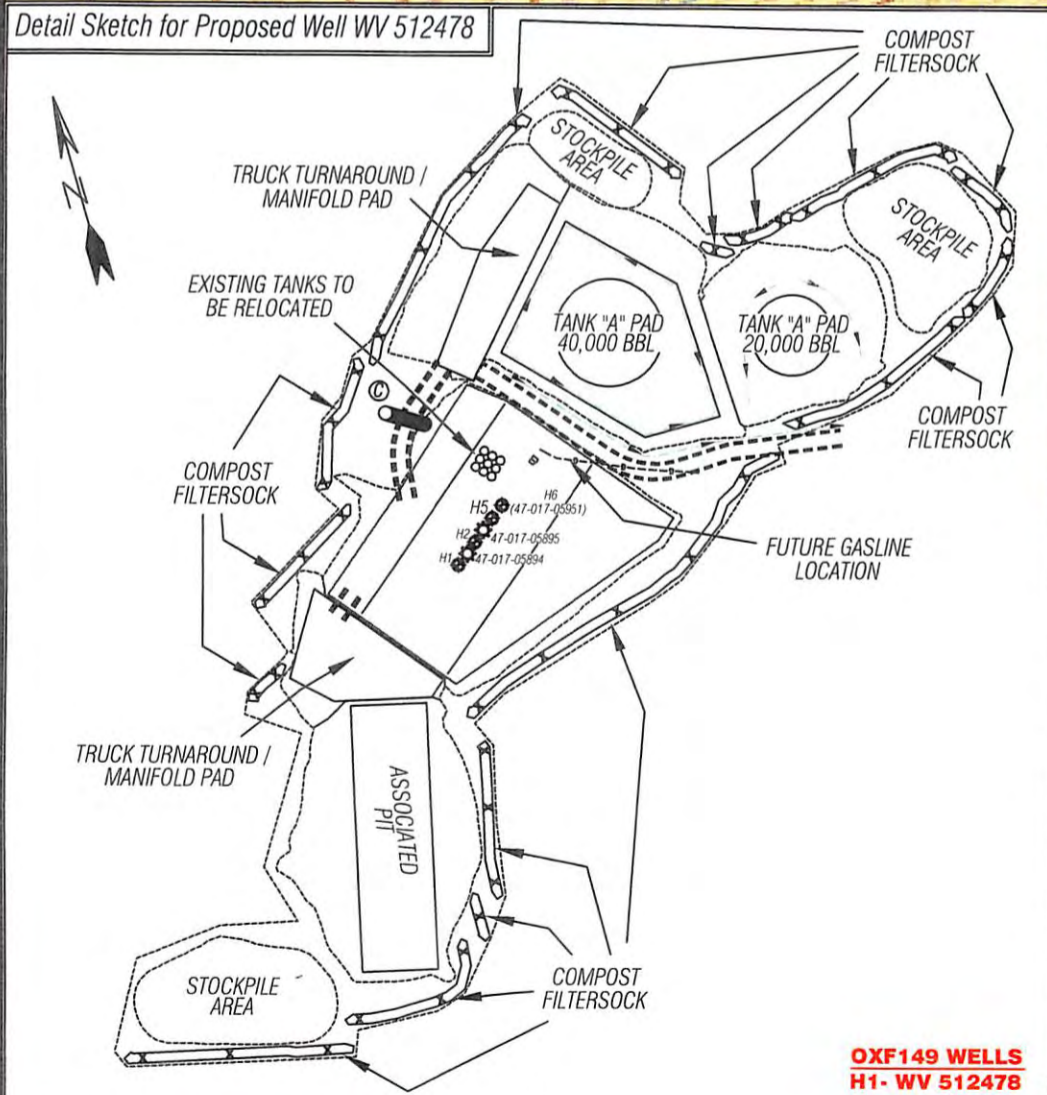 Detail Sketch for Proposed Well WV 512478
COMPOST
FILTERSOCK
N
STOCKPILE
AREA
TRUCK TURNAROUND /
MANIFOLD PAD
STOCKPILE
AREA
EXISTING TANKS TO
BE RELOCATED
TANK "A" PAD
40,000 BBL
TANK "A" PAD
20,000 BBL
C
COMPOST
FILTERSOCK
COMPOST
FILTERSOCK
H6
(47-017-05951)
H5
H2
47-017-05895
H1
47-017-05894
FUTURE GASLINE
LOCATION
TRUCK TURNAROUND /
MANIFOLD PAD
ASSOCIATED
PIT
STOCKPILE
AREA
COMPOST
FILTERSOCK
OXF149 WELLS
H1- WV 512478